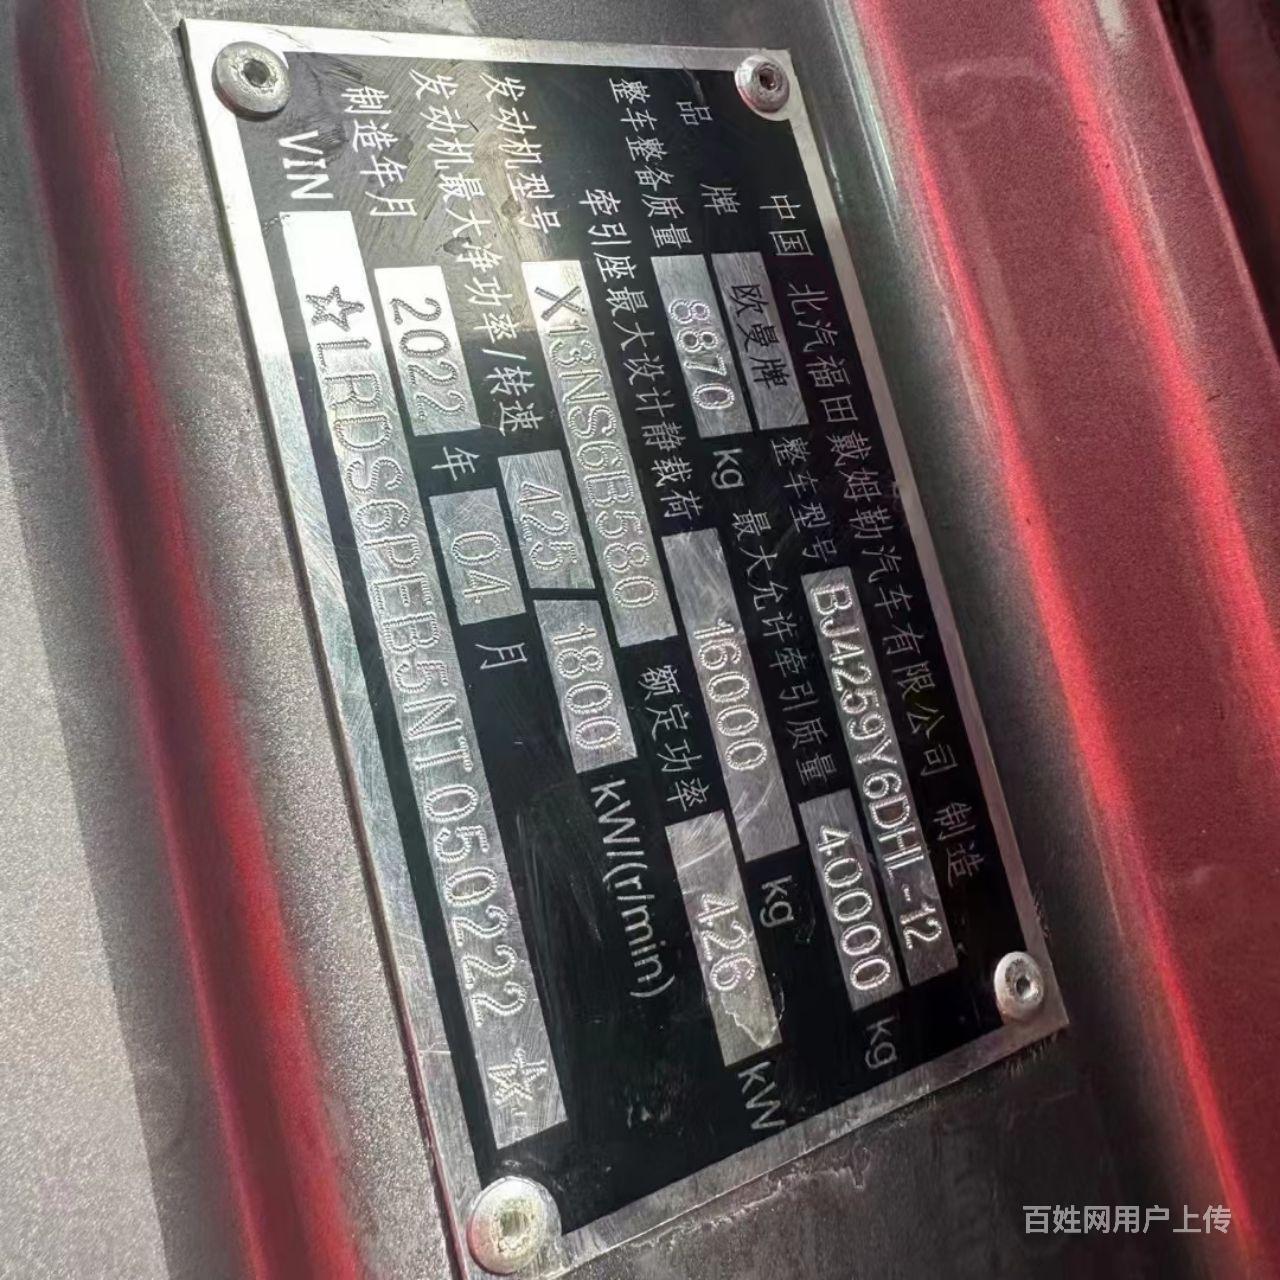 中国 北汽福田戴姆勒汽车有限公司 制造
品牌 欧曼牌 整车型号 BJ4259Y6DHL-12
整车整备质量 8870 kg 最大允许牵引质量 40000 kg
牵引座最大设计静载荷 16000 kg
发动机型号 X13NS6B580 额定功率 426 kW
发动机最大净功率/转速 425 1800 kW/(r/min)
制造年月 2022 年 04 月
VIN ☆LRDS6PEB5NT050222☆
百姓网用户上传